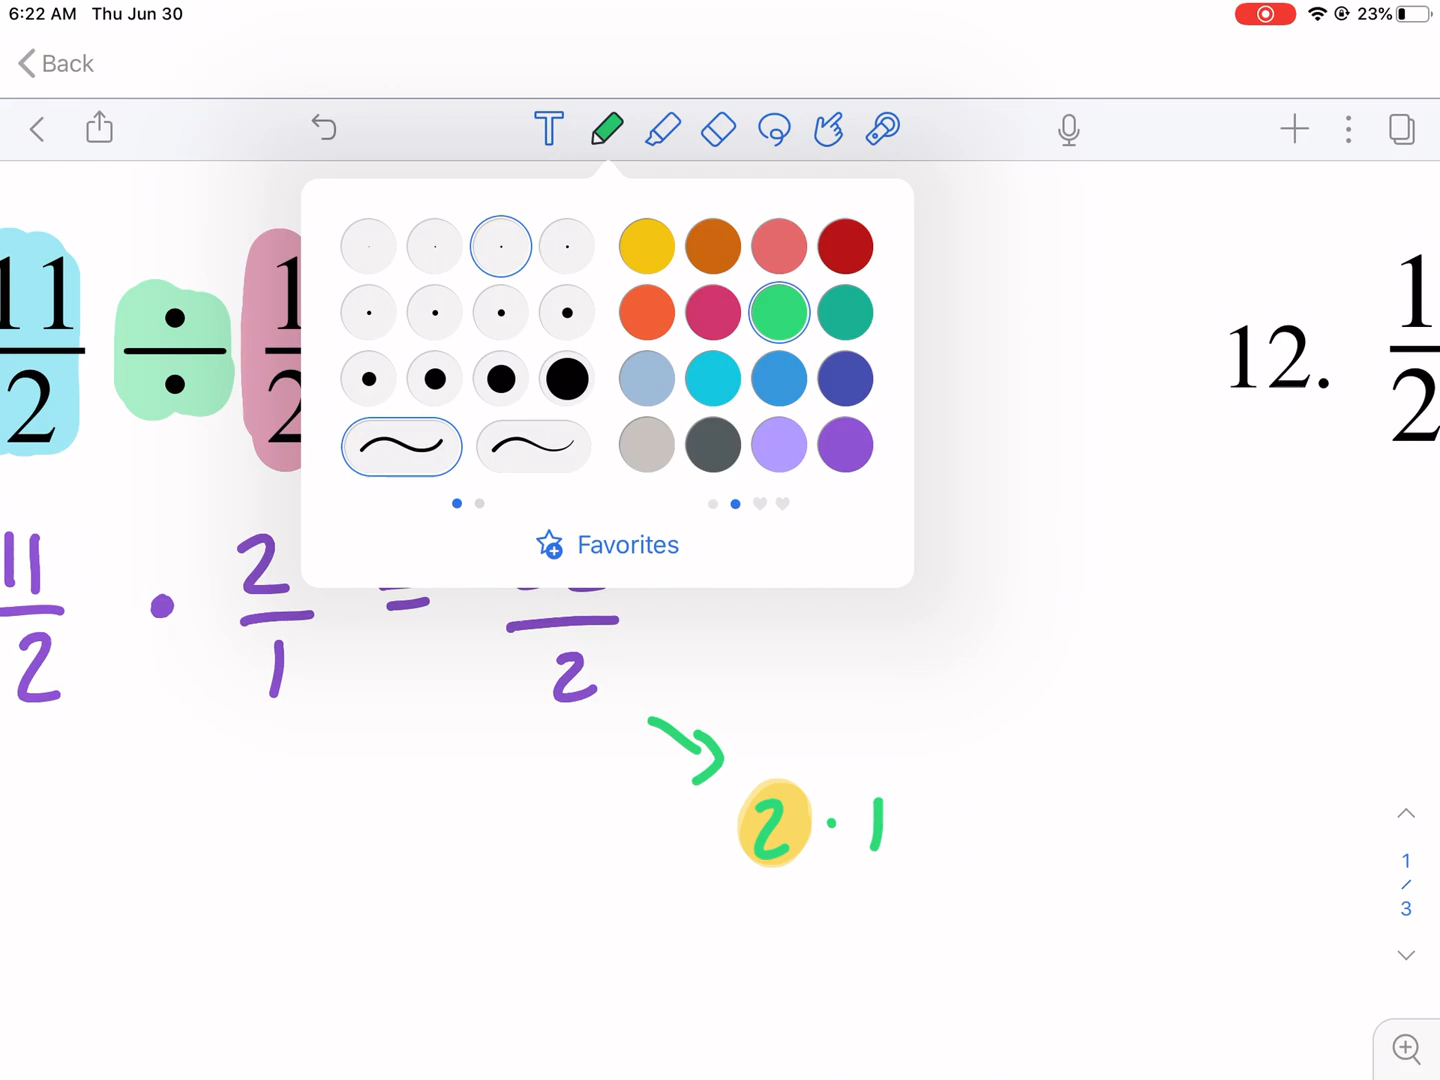 6:22 AM Thu Jun 30 23%
Back
T
11 ÷ 1
2 2
12. 1
2
Favorites
11 · 2 =
2 1 2
2 · 1
1
/
3